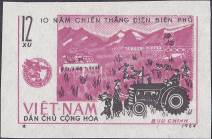 10 NĂM CHIẾN THẮNG ĐIỆN BIÊN PHỦ
12
XU
VIỆT-NAM
DÂN CHỦ CỘNG HÒA
BƯU CHÍNH
1964